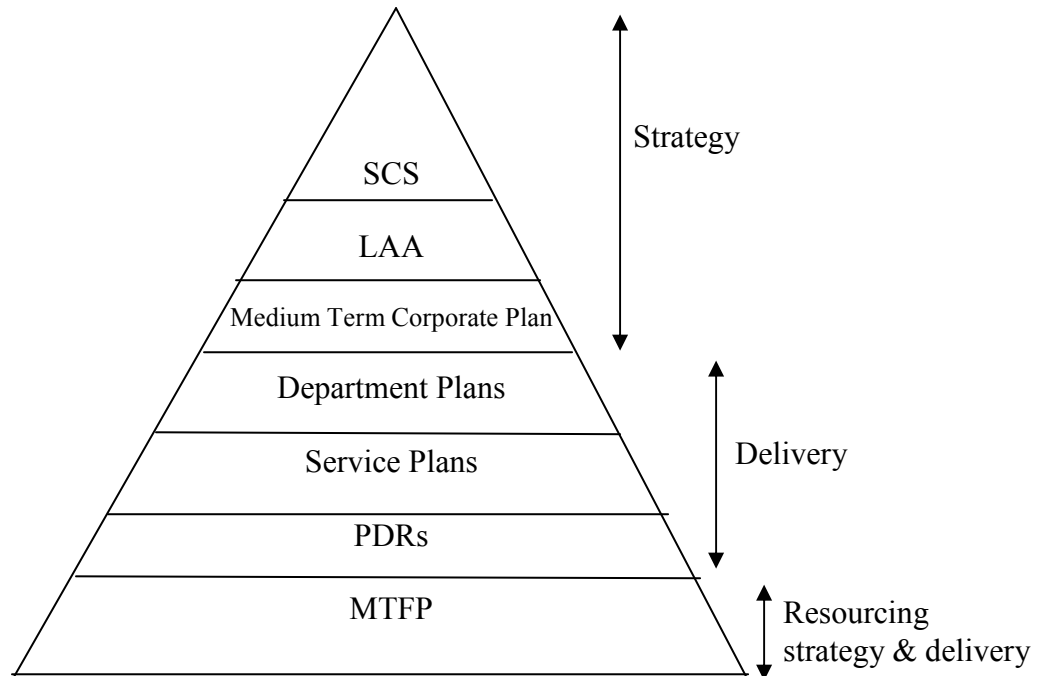 Strategy
SCS
LAA
Medium Term Corporate Plan
Department Plans
Delivery
Service Plans
PDRs
MTFP
Resourcing
strategy & delivery